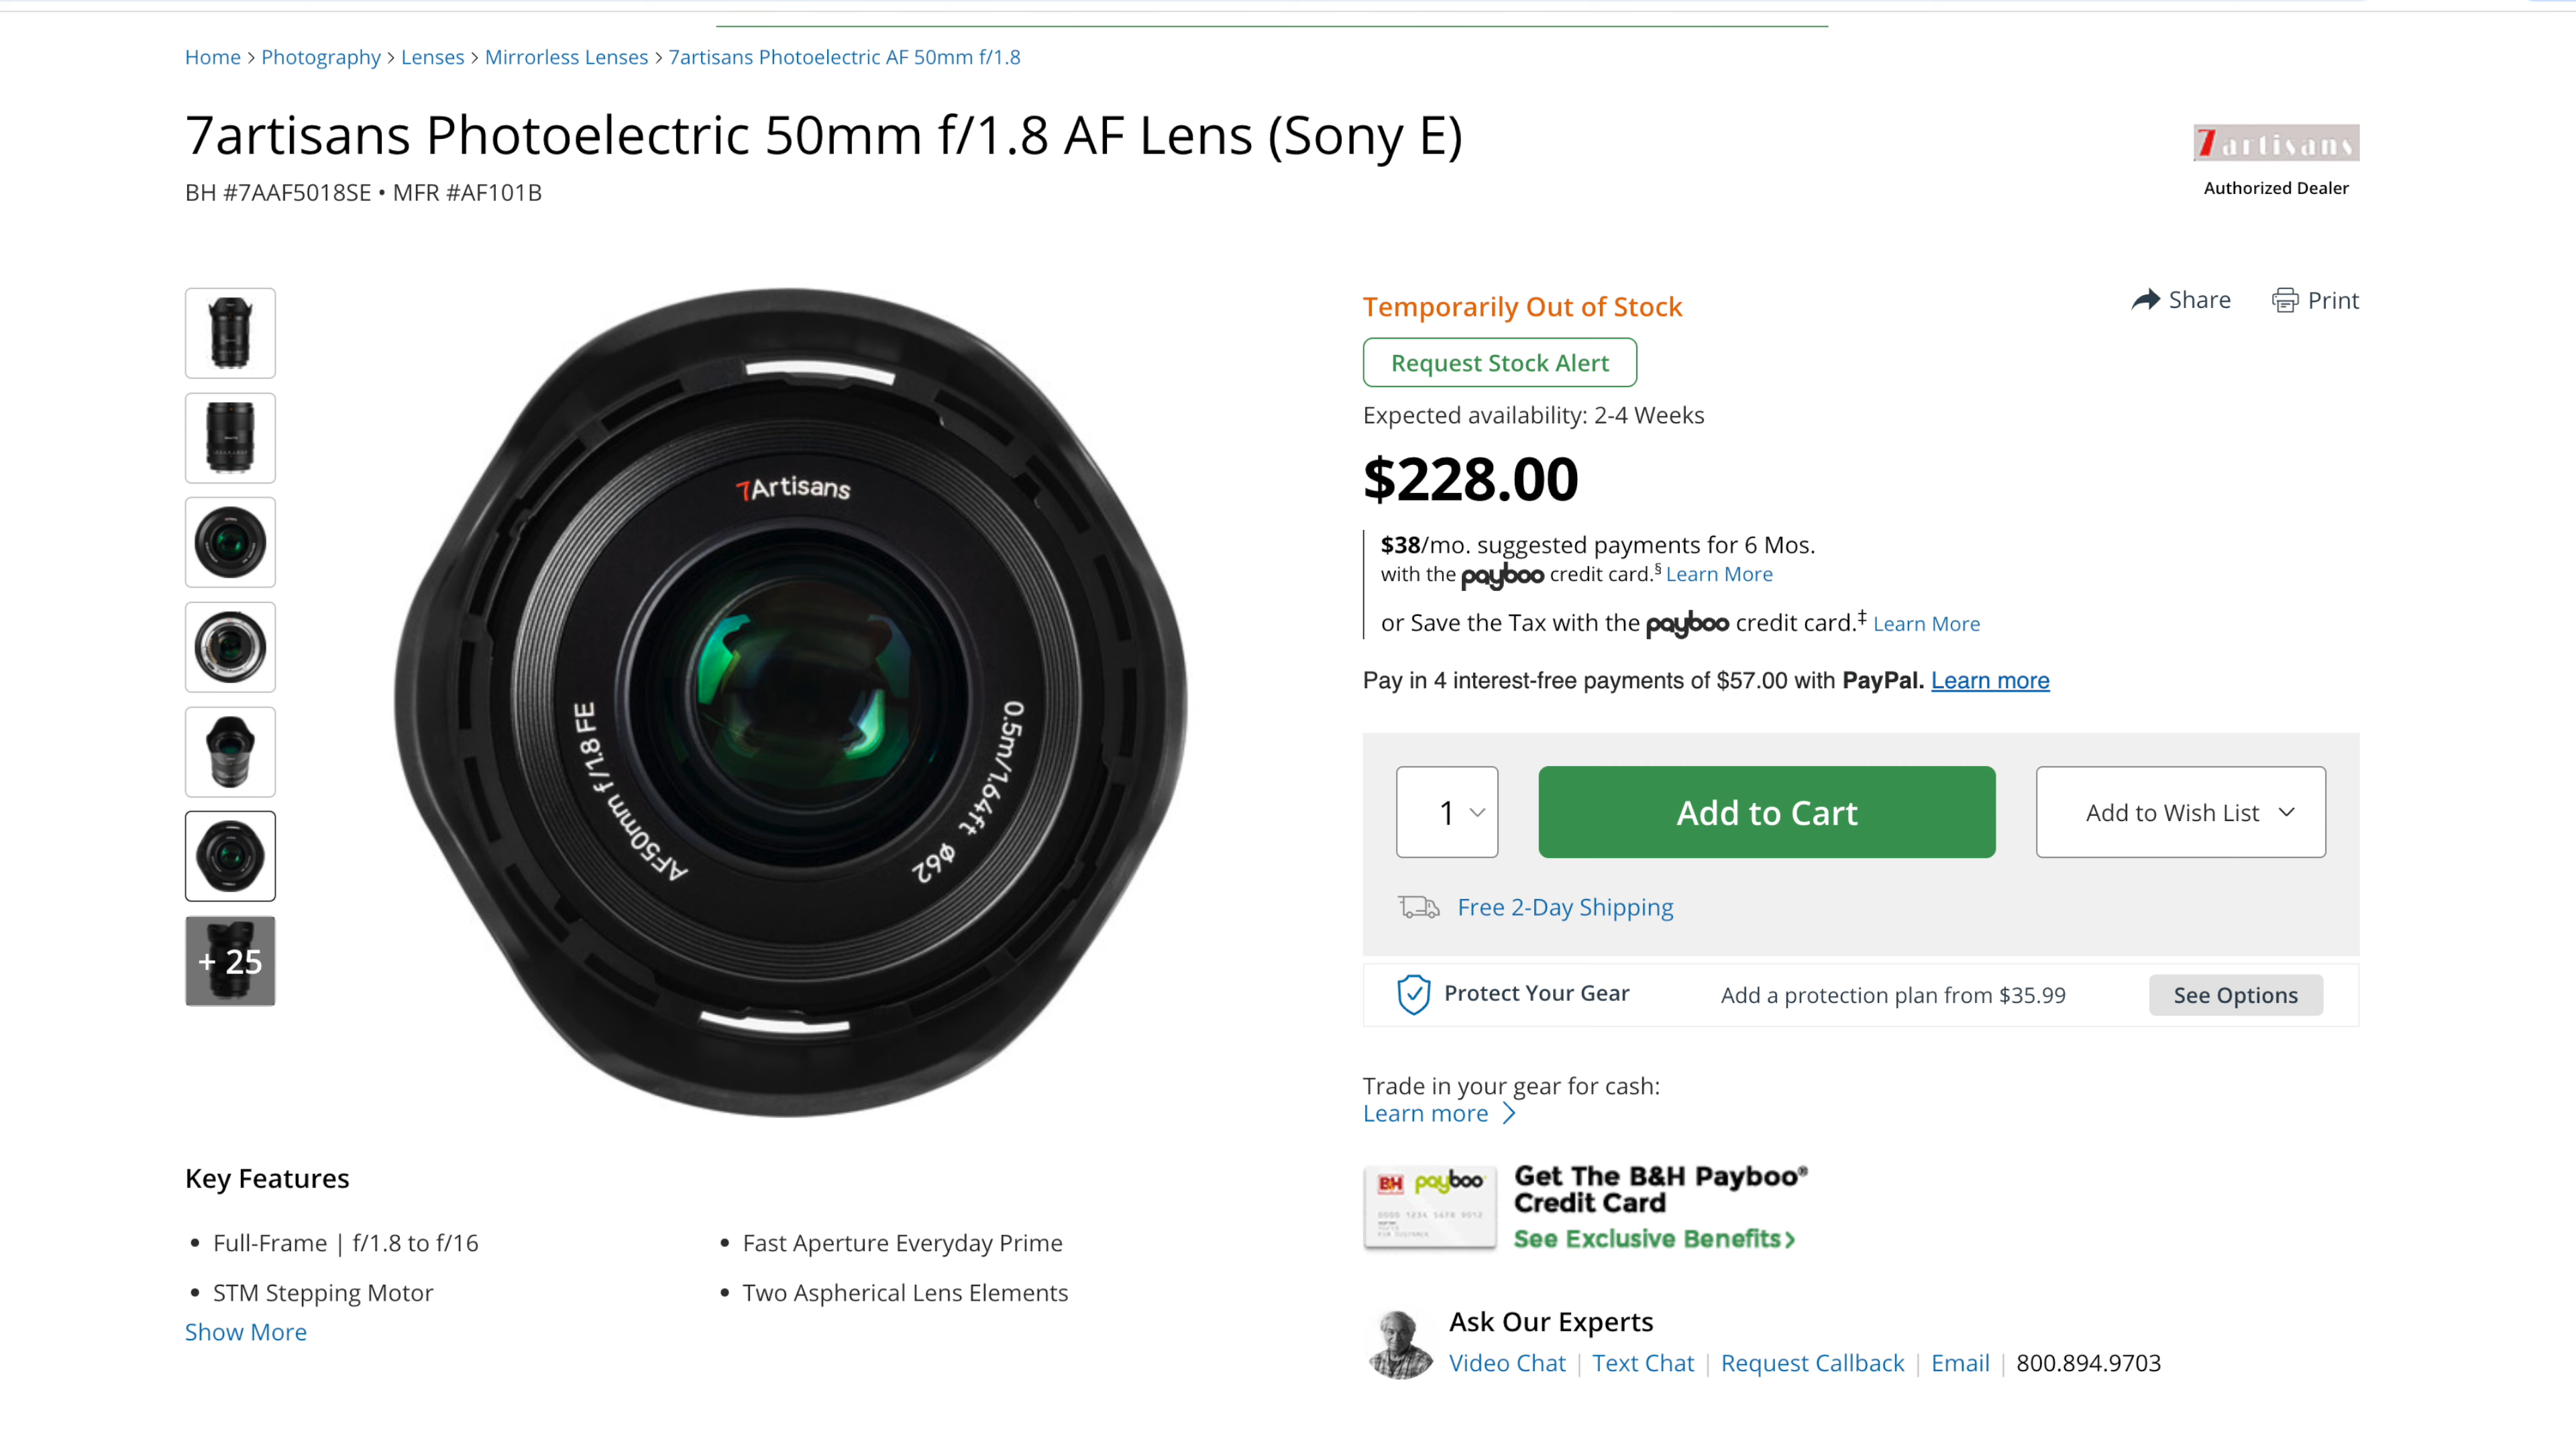 Home > Photography > Lenses > Mirrorless Lenses > 7artisans Photoelectric AF 50mm f/1.8
7artisans Photoelectric 50mm f/1.8 AF Lens (Sony E)
BH #7AAF5018SE • MFR #AF101B
7artisans
Authorized Dealer
7Artisans
AF50mm f/1.8 FE
0.5m/1.64ft ø62
+ 25
Temporarily Out of Stock
Share
Print
Request Stock Alert
Expected availability: 2-4 Weeks
$228.00
$38/mo. suggested payments for 6 Mos.
with the payboo credit card.§ Learn More
or Save the Tax with the payboo credit card.‡ Learn More
Pay in 4 interest-free payments of $57.00 with PayPal. Learn more
1
Add to Cart
Add to Wish List
Free 2-Day Shipping
Protect Your Gear
Add a protection plan from $35.99
See Options
Trade in your gear for cash:
Learn more >
BH payboo
Get The B&H Payboo®
Credit Card
See Exclusive Benefits >
Key Features
• Full-Frame | f/1.8 to f/16
• STM Stepping Motor
• Fast Aperture Everyday Prime
• Two Aspherical Lens Elements
Show More
Ask Our Experts
Video Chat | Text Chat | Request Callback | Email | 800.894.9703